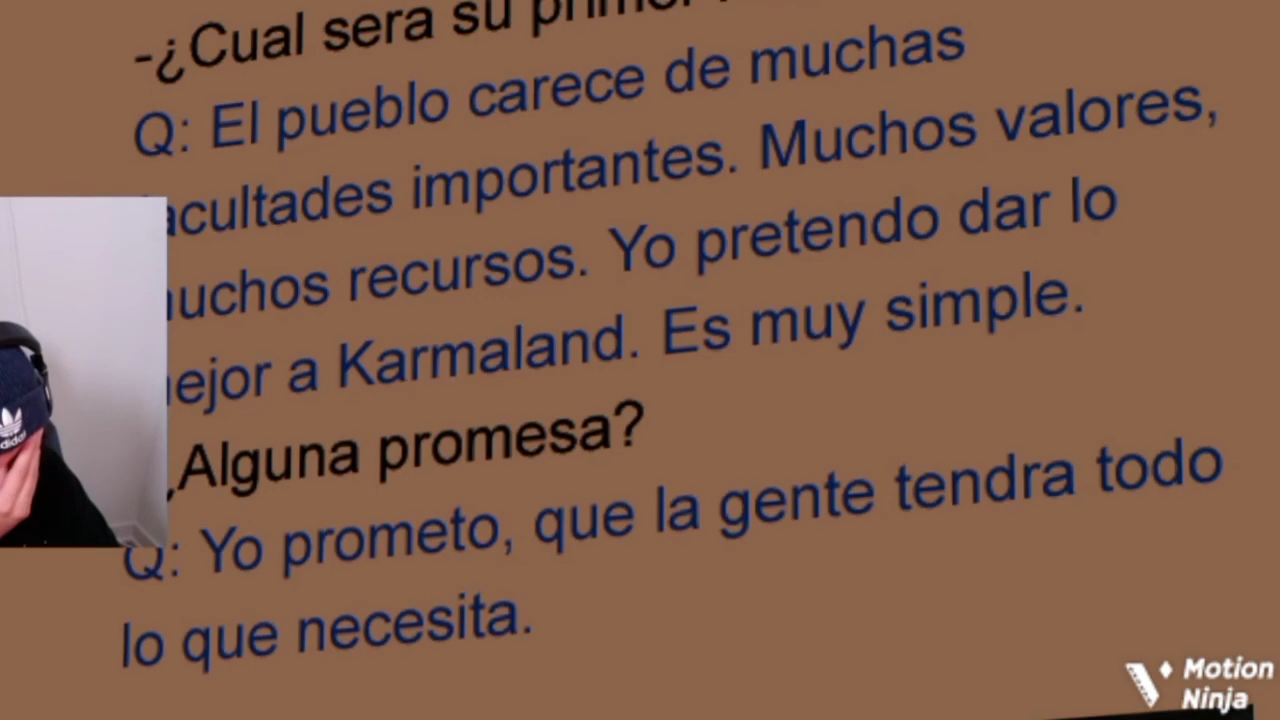 -¿Cual sera su primer
Q: El pueblo carece de muchas
acultades importantes. Muchos valores,
uchos recursos. Yo pretendo dar lo
ejor a Karmaland. Es muy simple.
¿Alguna promesa?
Q: Yo prometo, que la gente tendra todo
lo que necesita.
adidas
Motion
Ninja